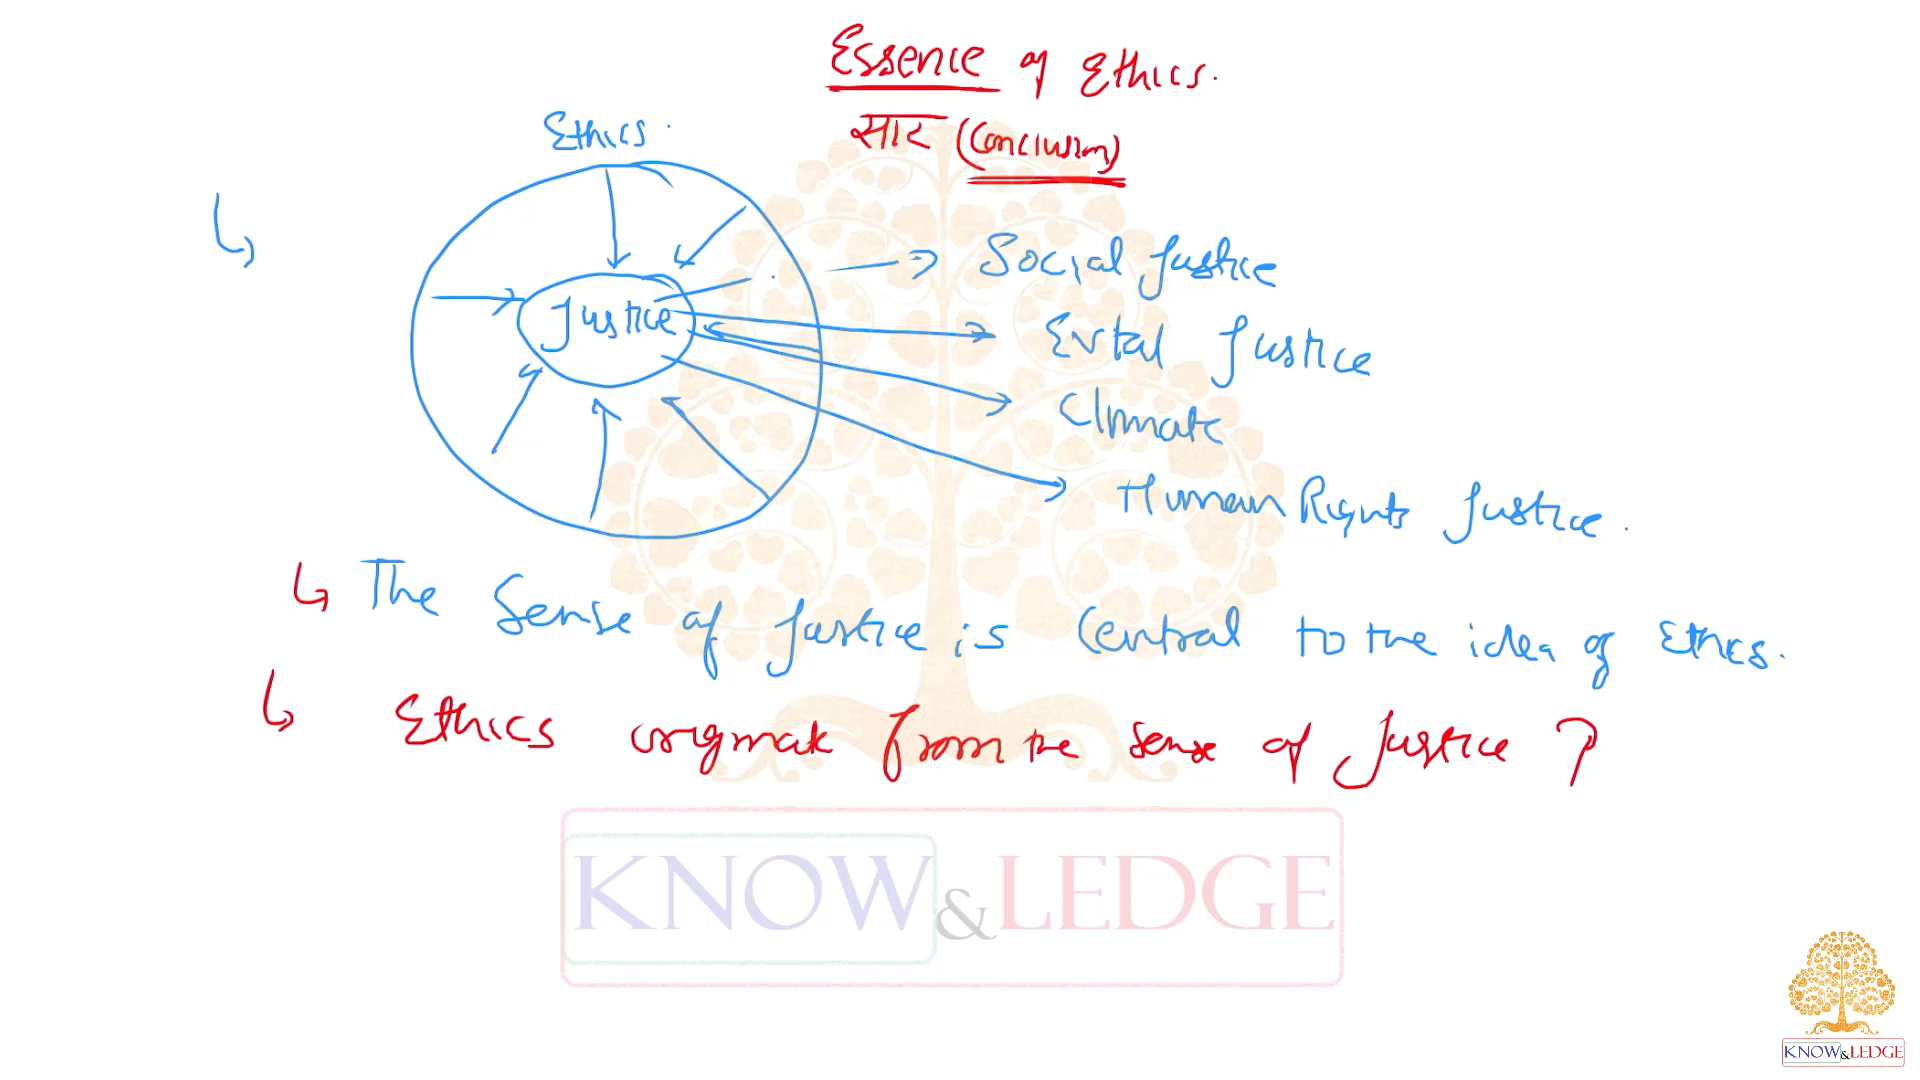 Essence of Ethics.
सार (Conclusion)
Ethics
Justice
Social Justice
Evtal Justice
Climate
Human Rights Justice.
The Sense of Justice is Central to the idea of Ethics.
Ethics originate from the sense of Justice ?
KNOW&LEDGE
KNOW&LEDGE